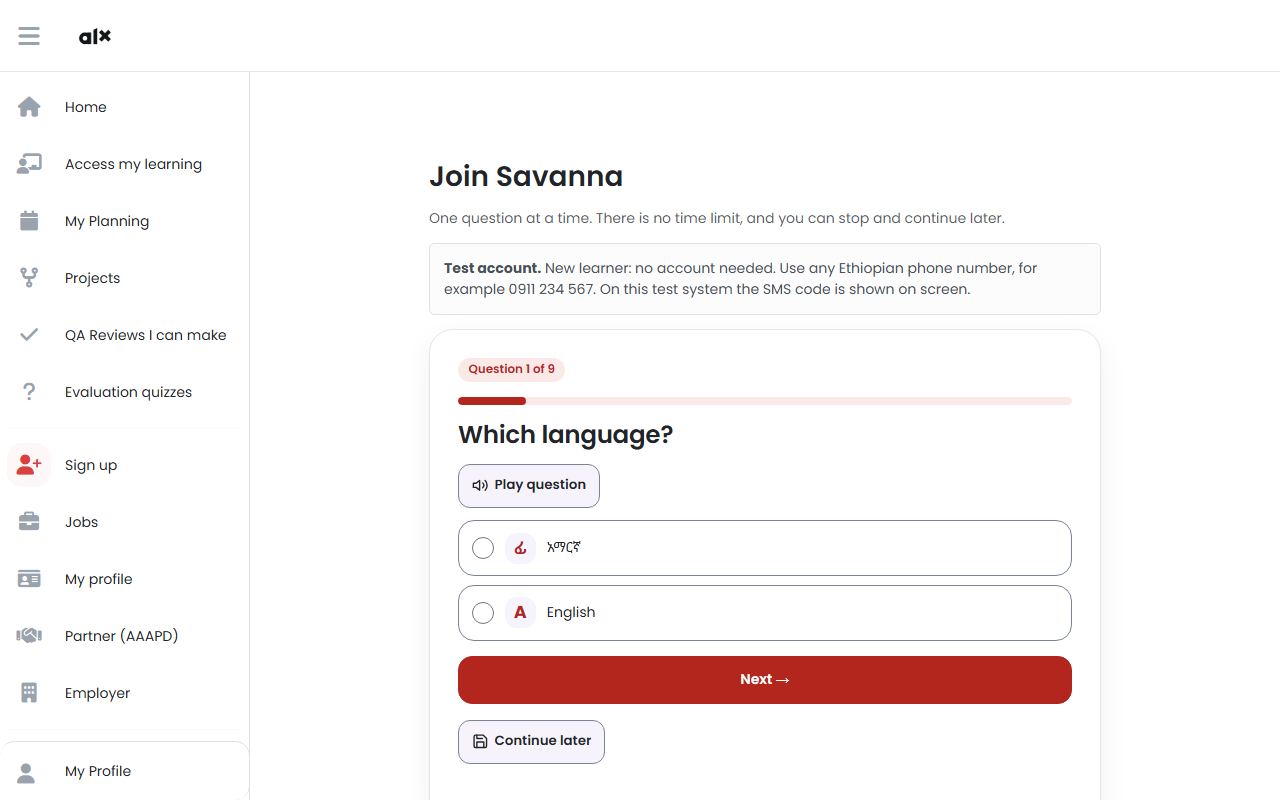 alx
Home
Access my learning
My Planning
Projects
QA Reviews I can make
Evaluation quizzes
Sign up
Jobs
My profile
Partner (AAAPD)
Employer
My Profile
Join Savanna
One question at a time. There is no time limit, and you can stop and continue later.
Test account. New learner: no account needed. Use any Ethiopian phone number, for
example 0911 234 567. On this test system the SMS code is shown on screen.
Question 1 of 9
Which language?
Play question
ፊ አማርኛ
A English
Next →
Continue later